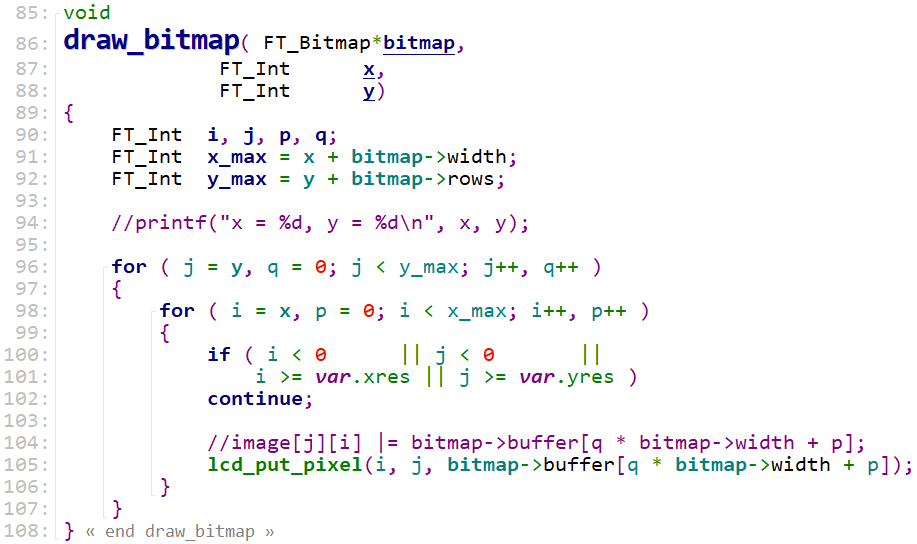 85: void
86: draw_bitmap( FT_Bitmap*bitmap,
87:              FT_Int      x,
88:              FT_Int      y)
89: {
90:     FT_Int  i, j, p, q;
91:     FT_Int  x_max = x + bitmap->width;
92:     FT_Int  y_max = y + bitmap->rows;
93:
94:     //printf("x = %d, y = %d\n", x, y);
95:
96:     for ( j = y, q = 0; j < y_max; j++, q++ )
97:     {
98:         for ( i = x, p = 0; i < x_max; i++, p++ )
99:         {
100:             if ( i < 0      || j < 0       ||
101:                 i >= var.xres || j >= var.yres )
102:             continue;
103:
104:             //image[j][i] |= bitmap->buffer[q * bitmap->width + p];
105:             lcd_put_pixel(i, j, bitmap->buffer[q * bitmap->width + p]);
106:         }
107:     }
108: } « end draw_bitmap »